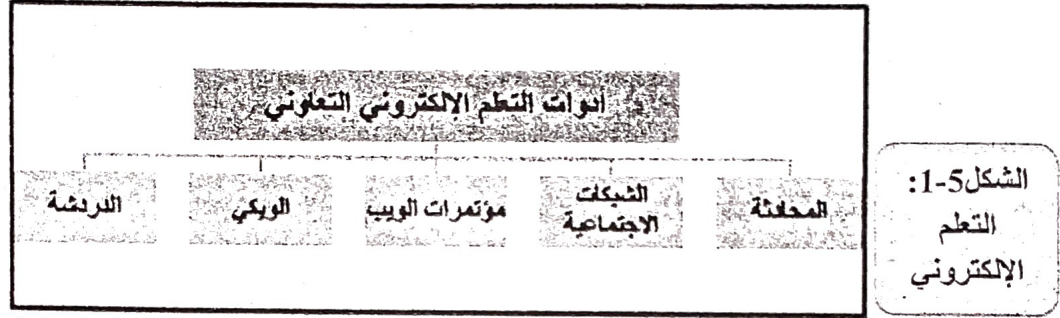 أدوات التعلم الإلكتروني التعاوني
المحادثة
الشبكات
الاجتماعية
مؤتمرات الويب
الويكي
الدردشة
الشكل5-1:
التعلم
الإلكتروني